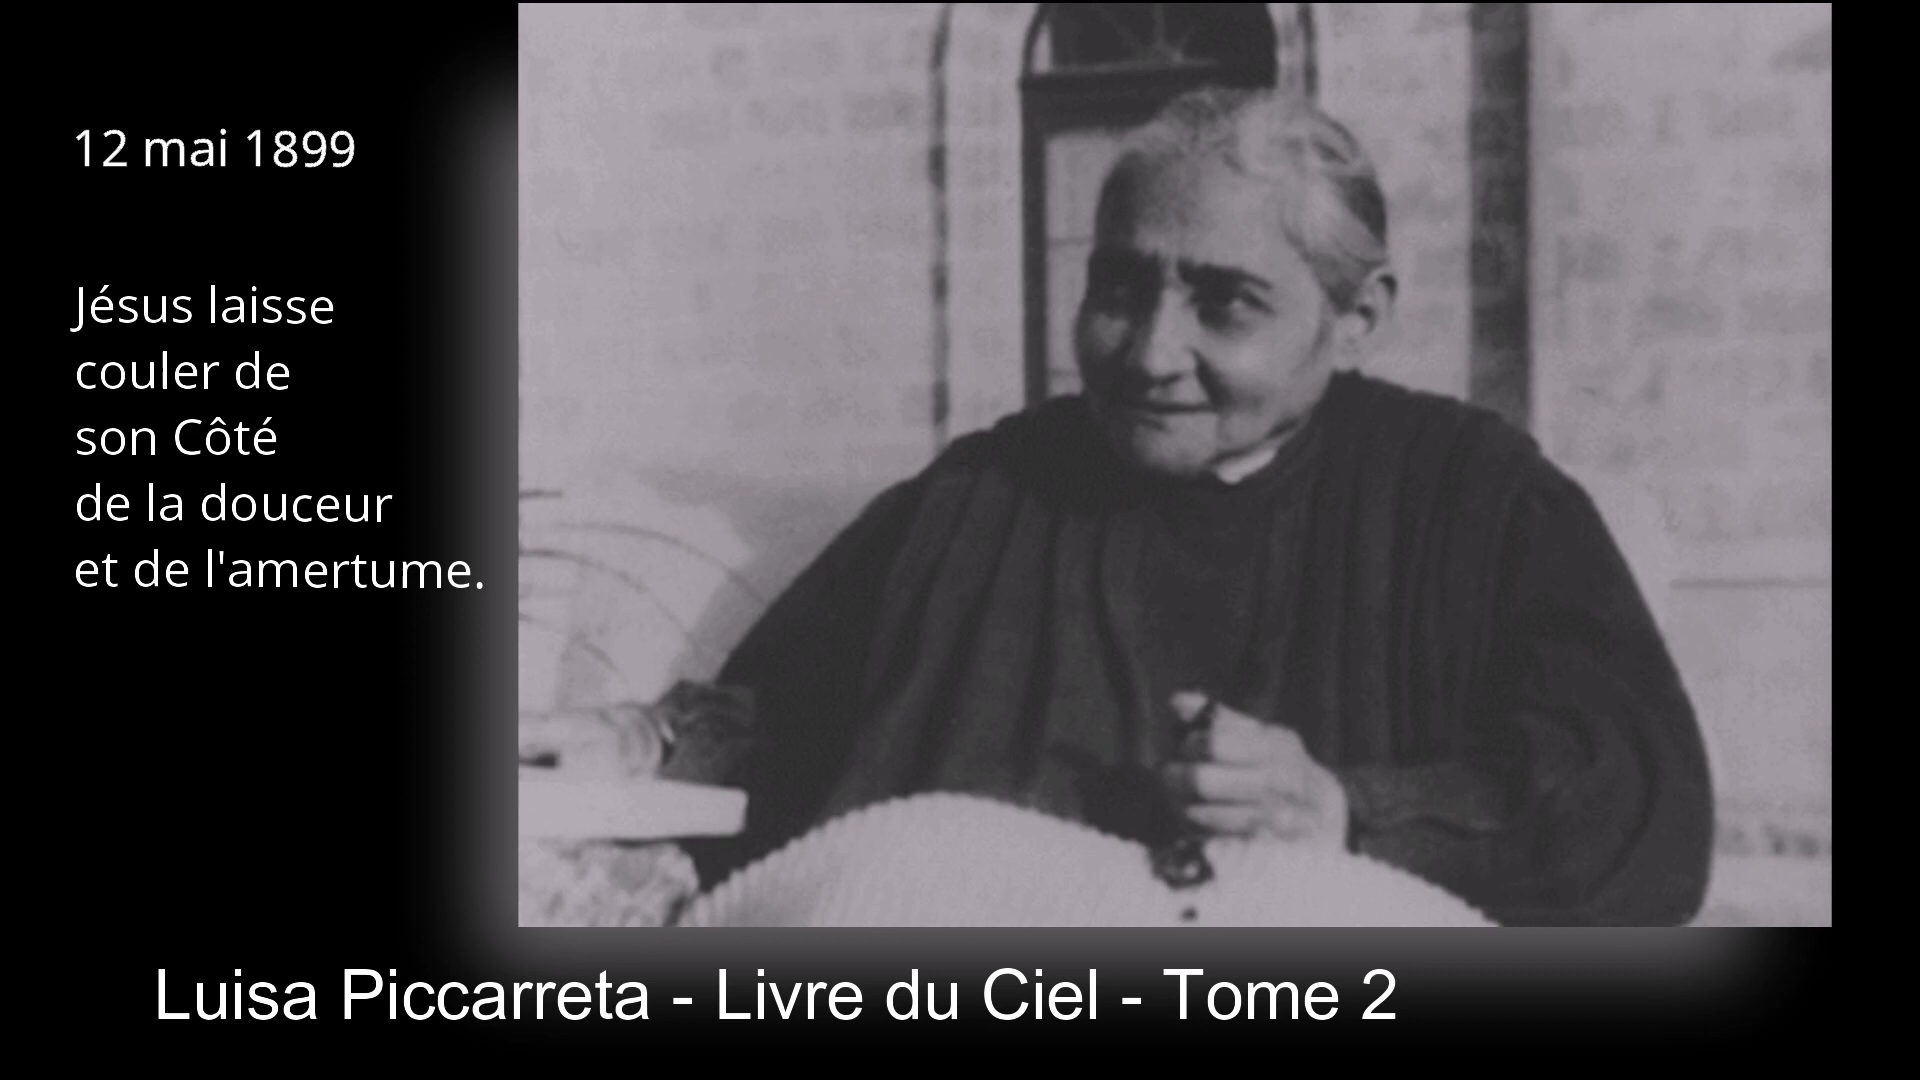 12 mai 1899
Jésus laisse
couler de
son Côté
de la douceur
et de l'amertume.
Luisa Piccarreta - Livre du Ciel - Tome 2